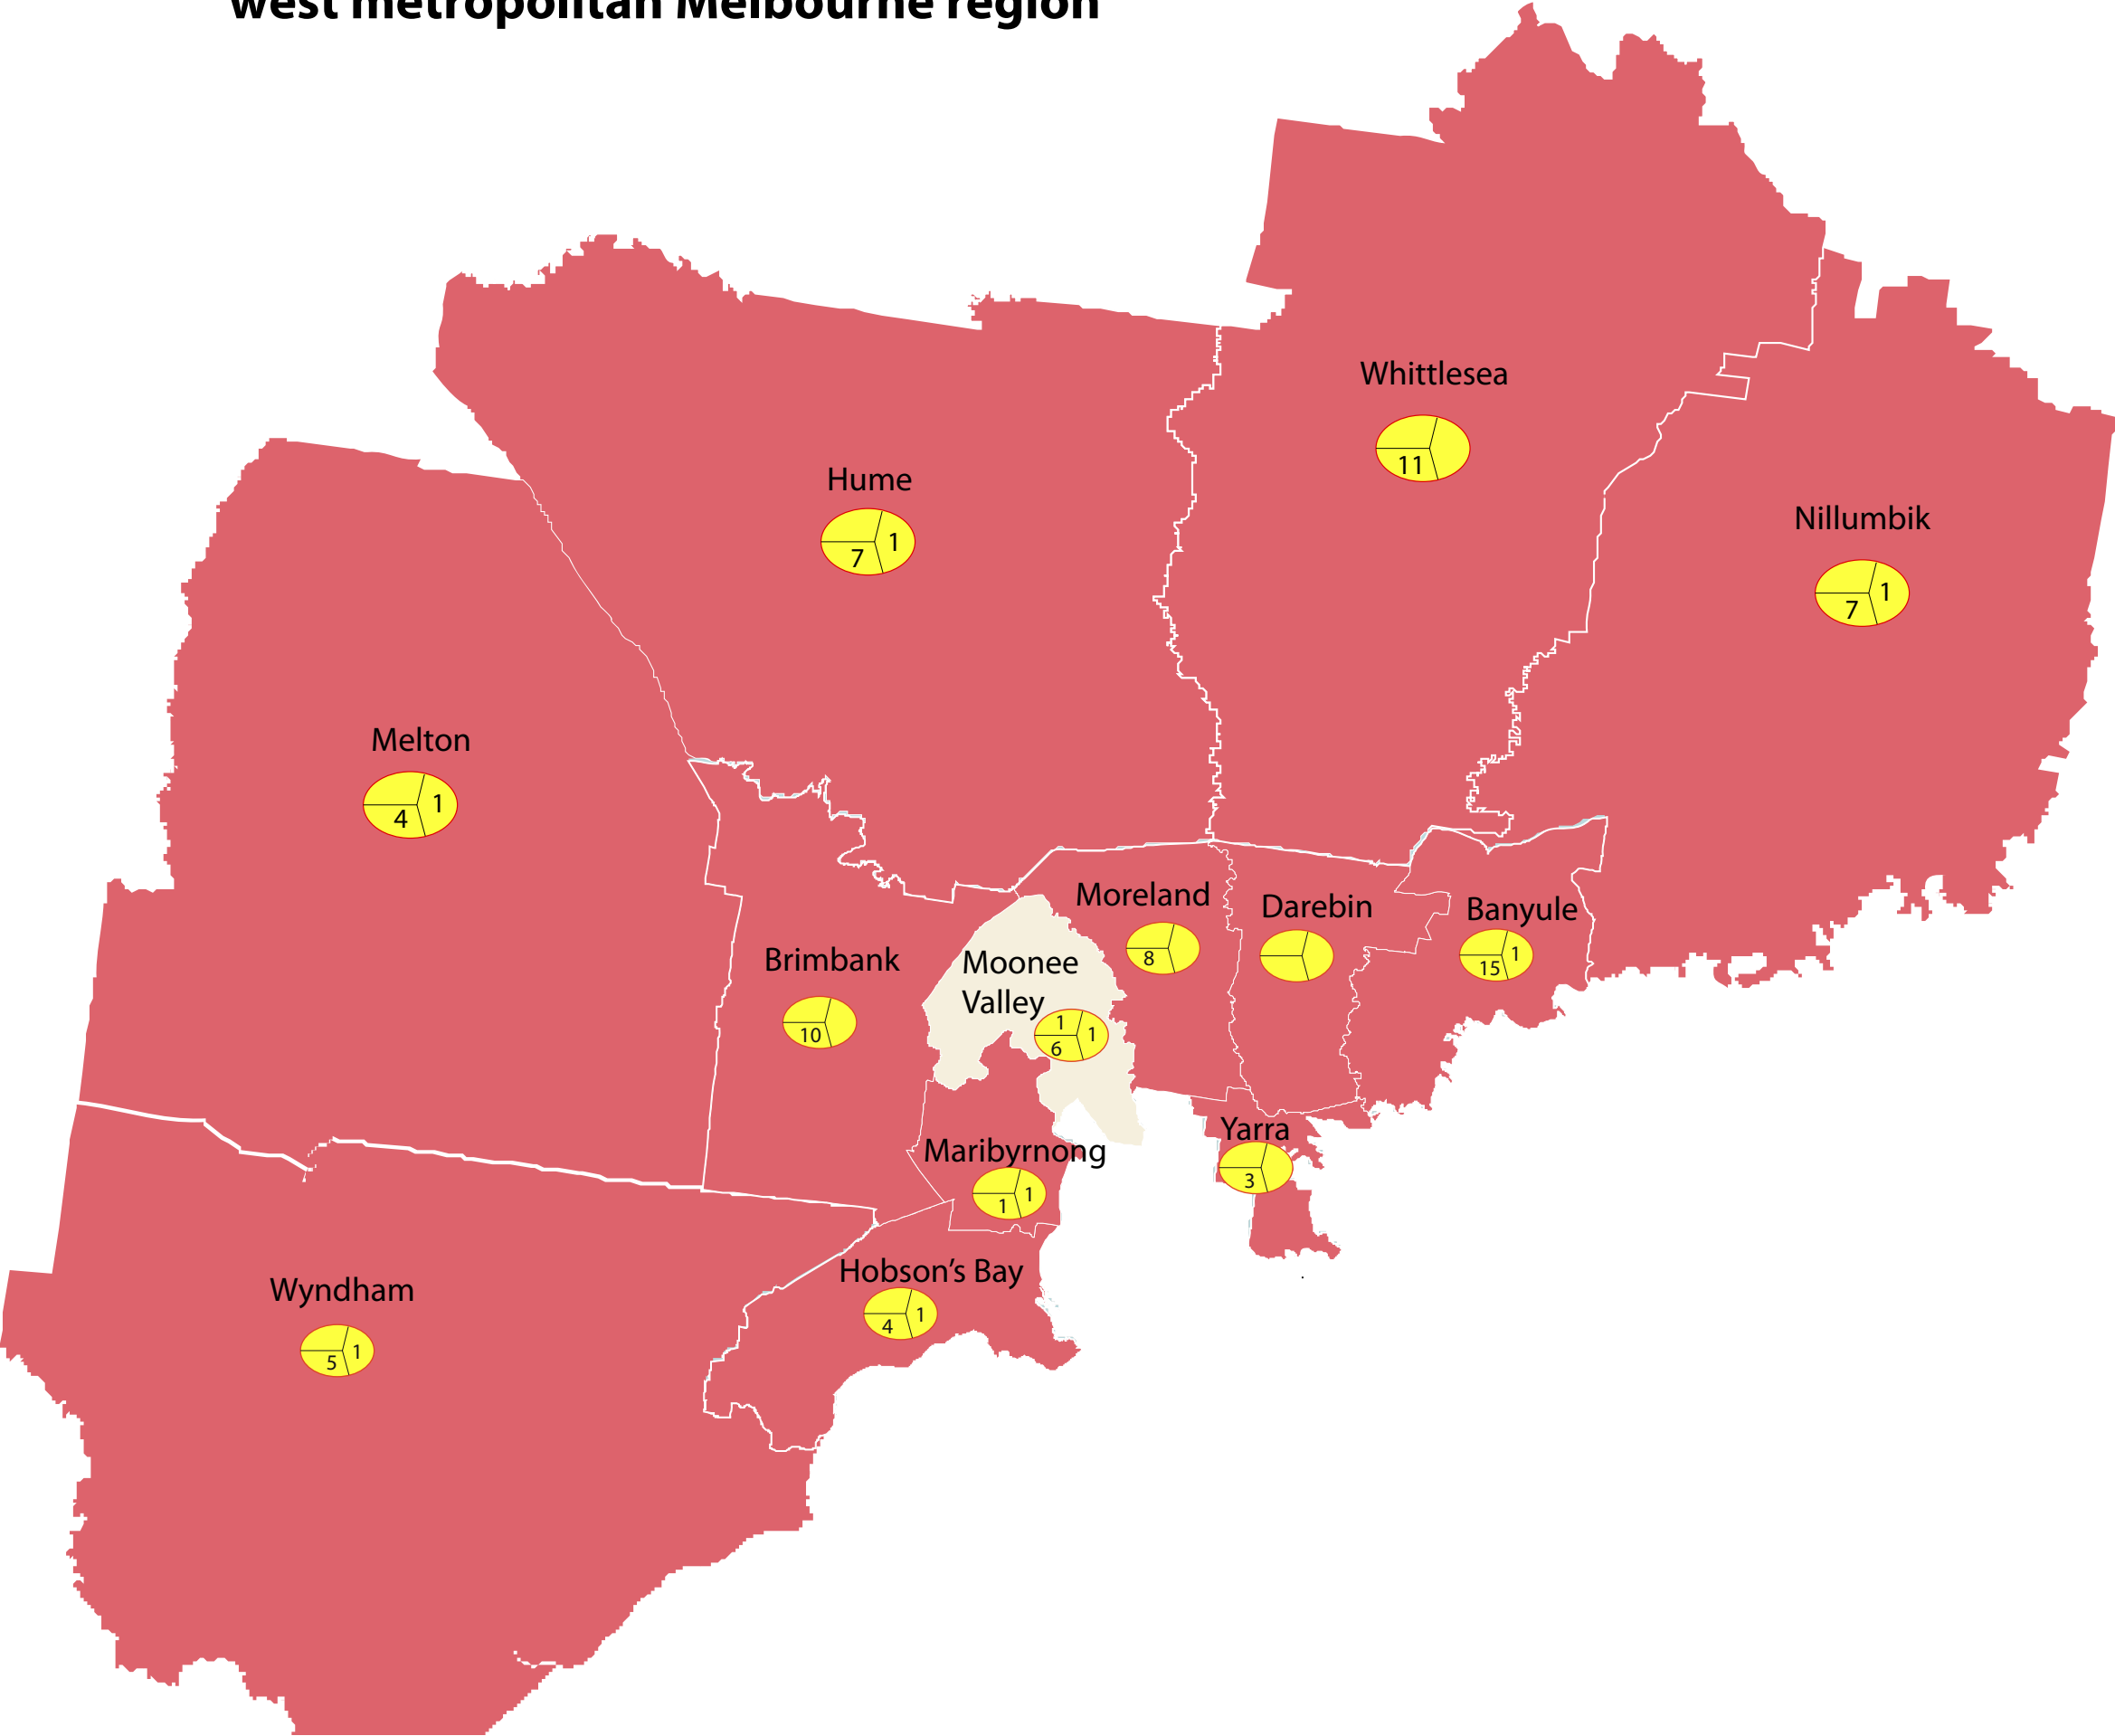 west metropolitan Melbourne region
Whittlesea
11
Hume
1
7
Nillumbik
1
7
Melton
1
4
Moreland
8
Darebin
Banyule
1
15
Brimbank
10
Moonee
Valley
1
1
6
Yarra
3
Maribyrnong
1
1
Hobson’s Bay
1
4
Wyndham
1
5